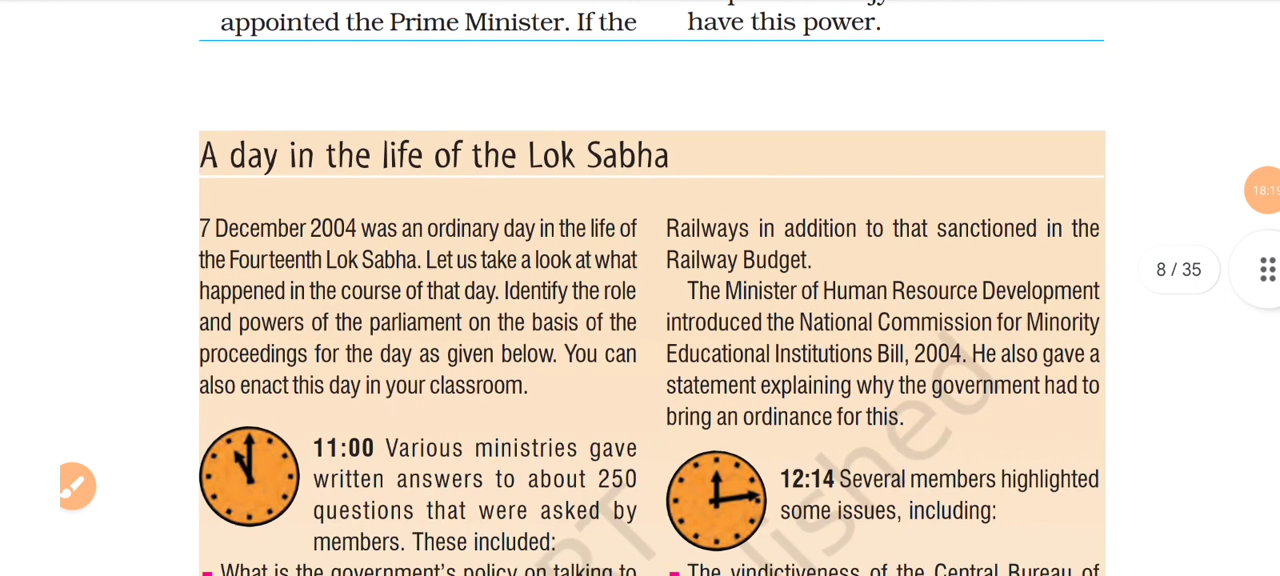 appointed the Prime Minister. If the
have this power.
A day in the life of the Lok Sabha
7 December 2004 was an ordinary day in the life of
the Fourteenth Lok Sabha. Let us take a look at what
happened in the course of that day. Identify the role
and powers of the parliament on the basis of the
proceedings for the day as given below. You can
also enact this day in your classroom.
11:00 Various ministries gave
written answers to about 250
questions that were asked by
members. These included:
What is the government's policy on talking to
Railways in addition to that sanctioned in the
Railway Budget.
The Minister of Human Resource Development
introduced the National Commission for Minority
Educational Institutions Bill, 2004. He also gave a
statement explaining why the government had to
bring an ordinance for this.
12:14 Several members highlighted
some issues, including:
The vindictiveness of the Central Bureau of
18:19
8 / 35